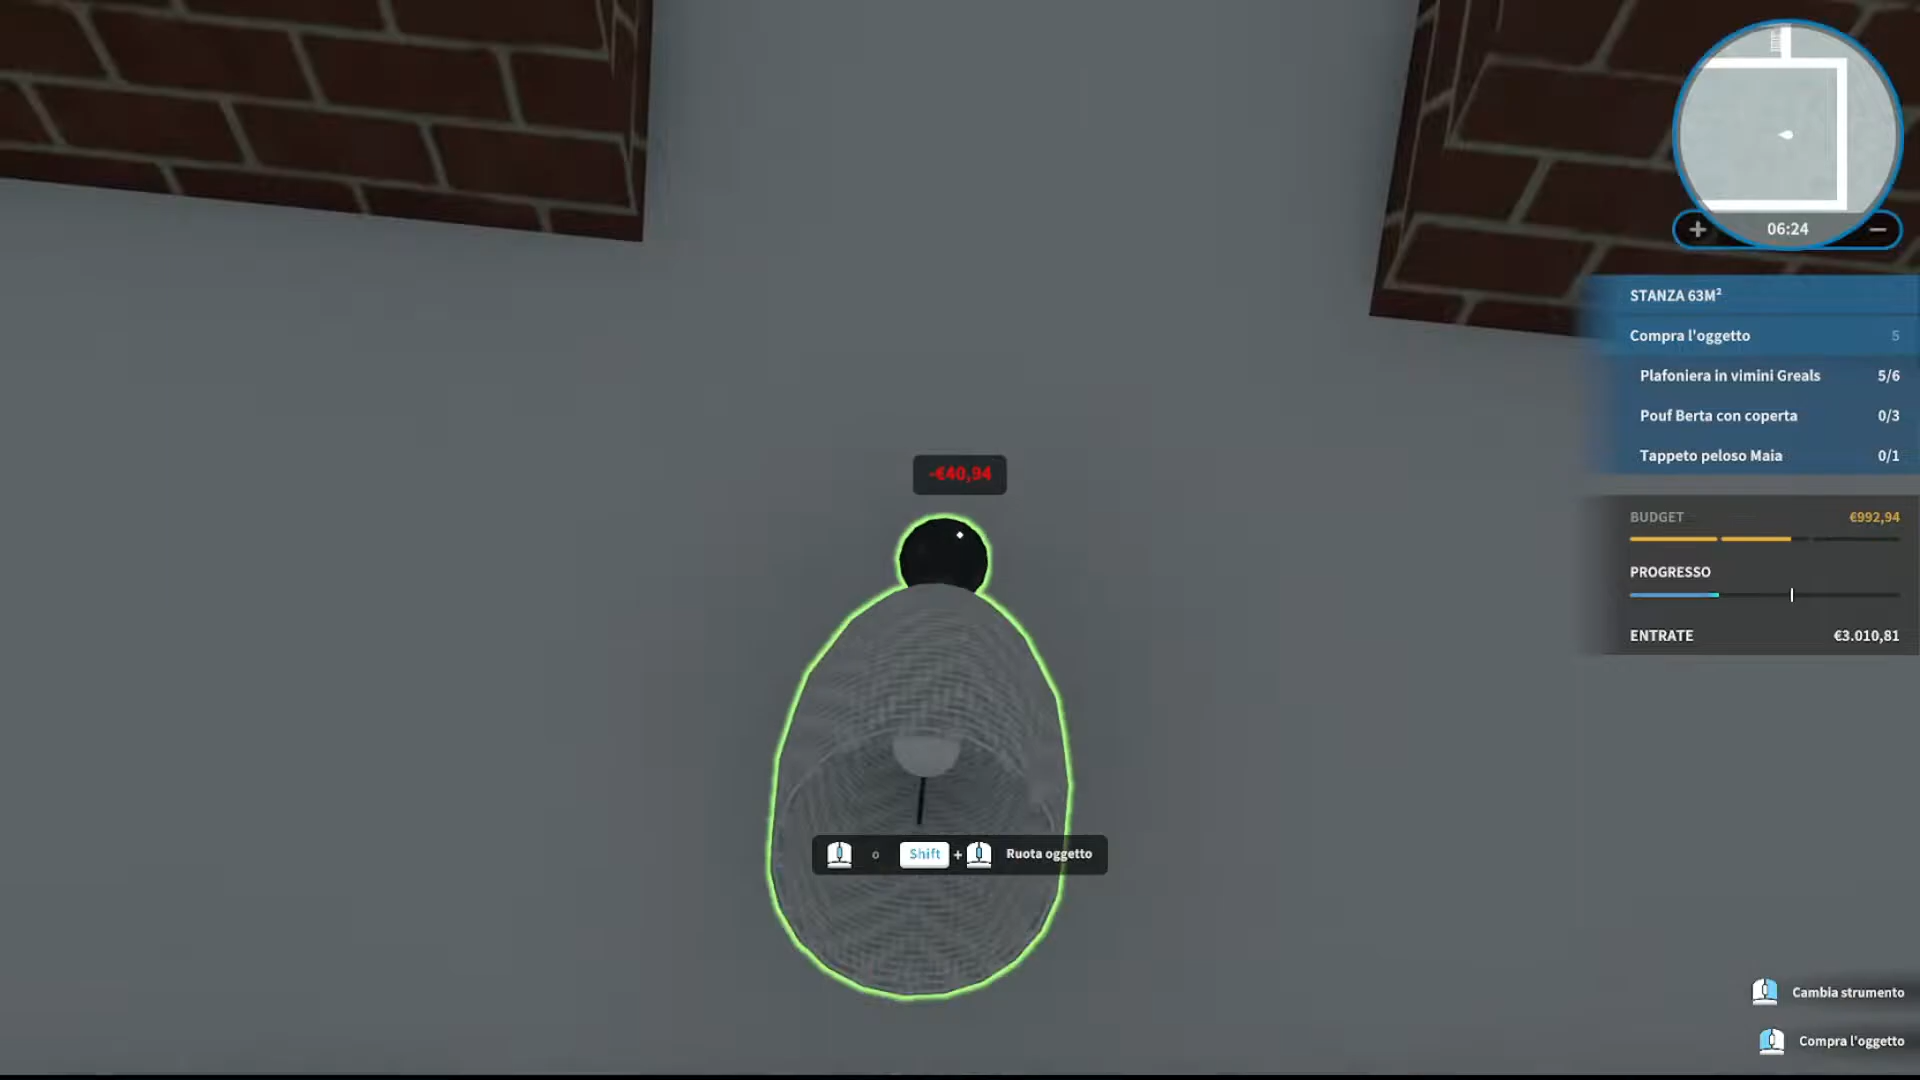 06:24
STANZA 63M²
Compra l'oggetto 5
Plafoniera in vimini Greals 5/6
Pouf Berta con coperta 0/3
Tappeto peloso Maia 0/1
-€40,94
BUDGET €992,94
PROGRESSO
ENTRATE €3.010,81
o Shift + Ruota oggetto
Cambia strumento
Compra l'oggetto